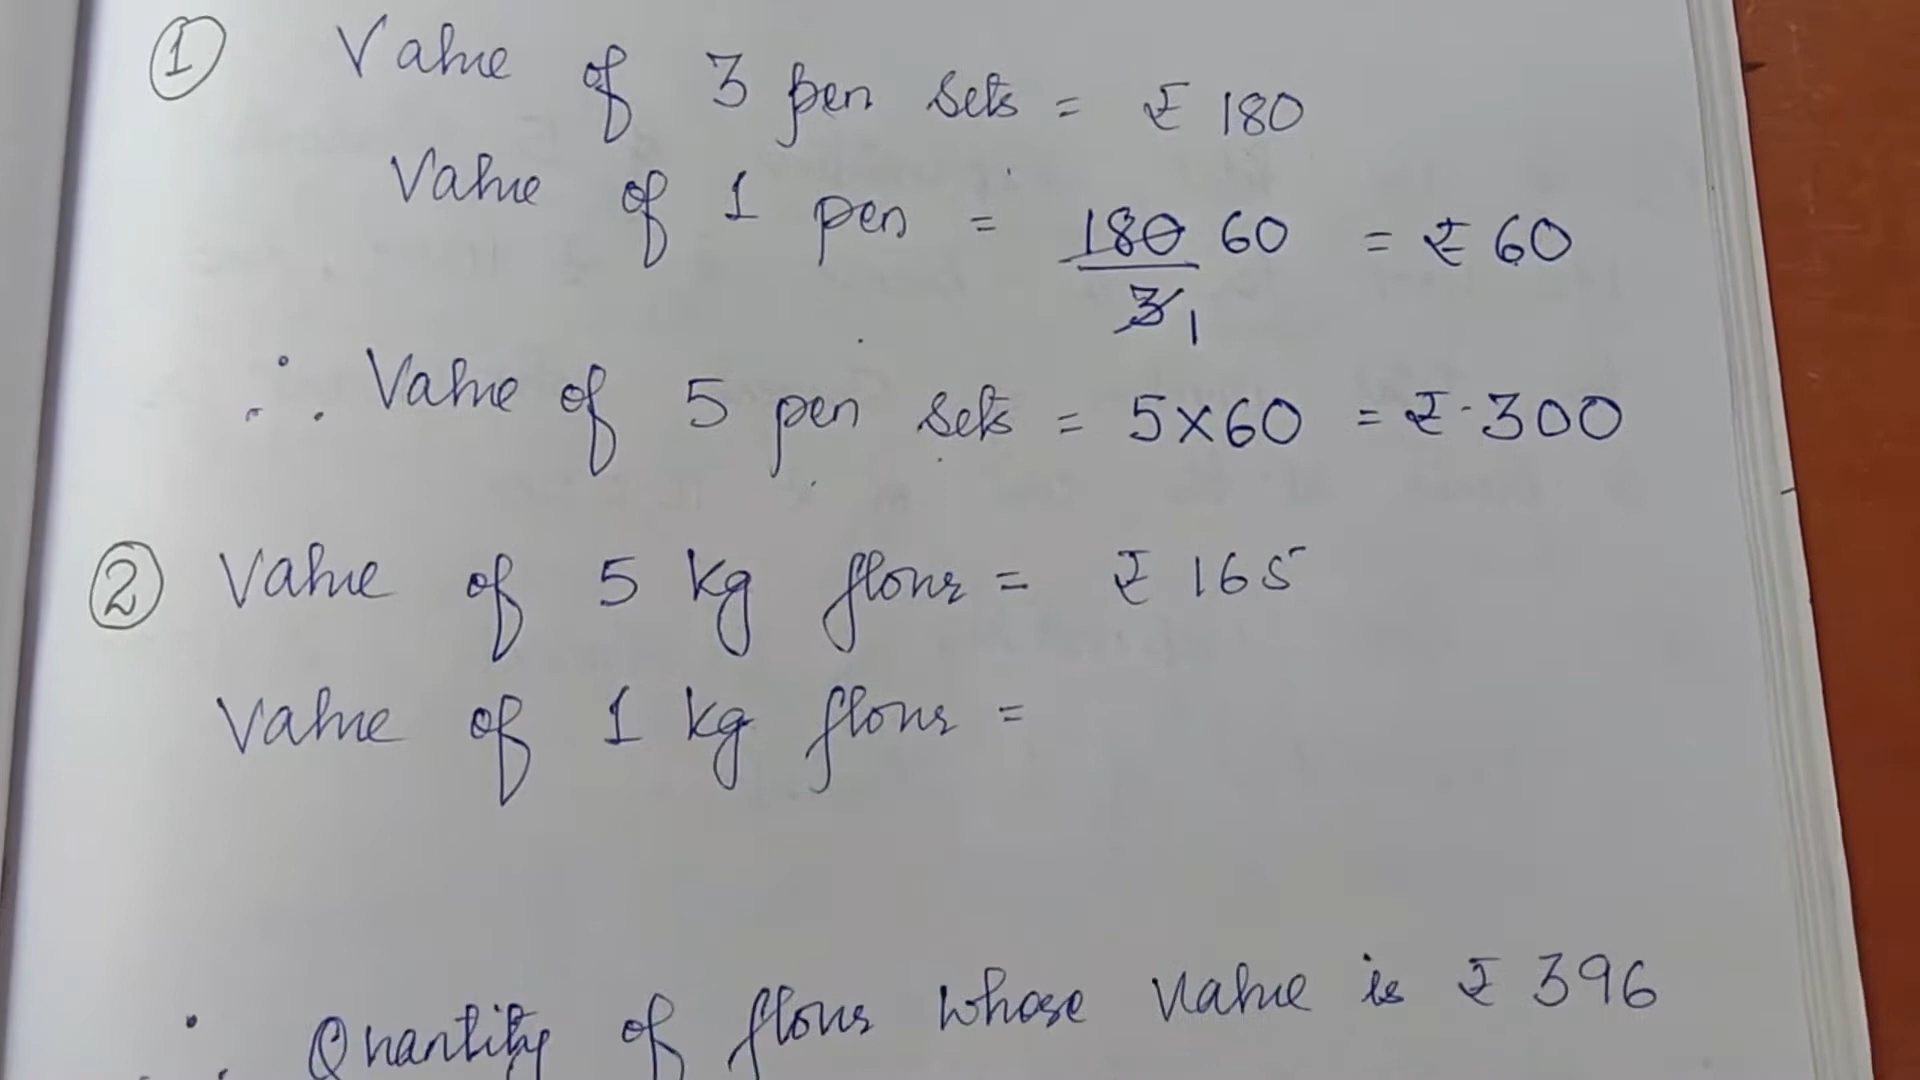 ① Value of 3 pen sets = ₹ 180
Value of 1 pen = 180/3 60 1 = ₹ 60
∴ Value of 5 pen sets = 5×60 = ₹ 300
② Value of 5 kg flour = ₹ 165
Value of 1 kg flour =
∴ Quantity of flour whose value is ₹ 396